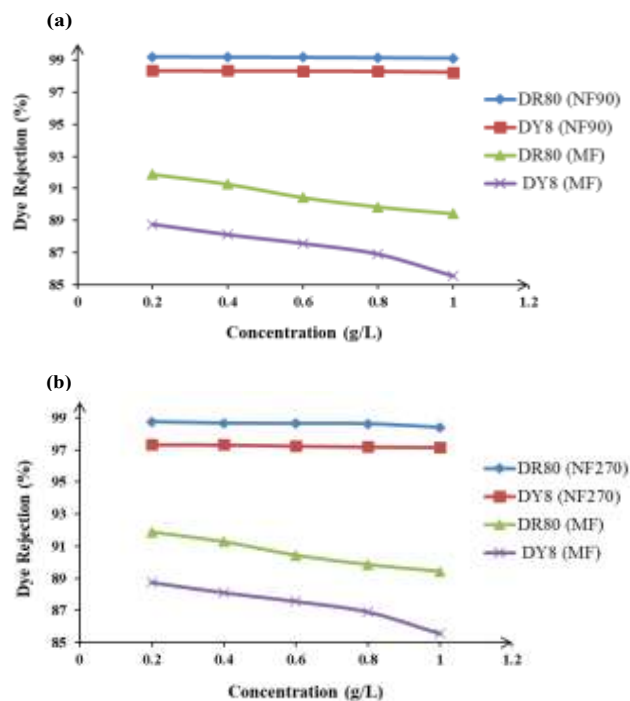 (a)
99
97
95
93
91
89
87
85
Dye Rejection (%)
0
0.2
0.4
0.6
0.8
1
1.2
Concentration (g/L)
DR80 (NF90)
DY8 (NF90)
DR80 (MF)
DY8 (MF)
(b)
99
97
95
93
91
89
87
85
Dye Rejection (%)
0
0.2
0.4
0.6
0.8
1
1.2
Concentration (g/L)
DR80 (NF270)
DY8 (NF270)
DR80 (MF)
DY8 (MF)